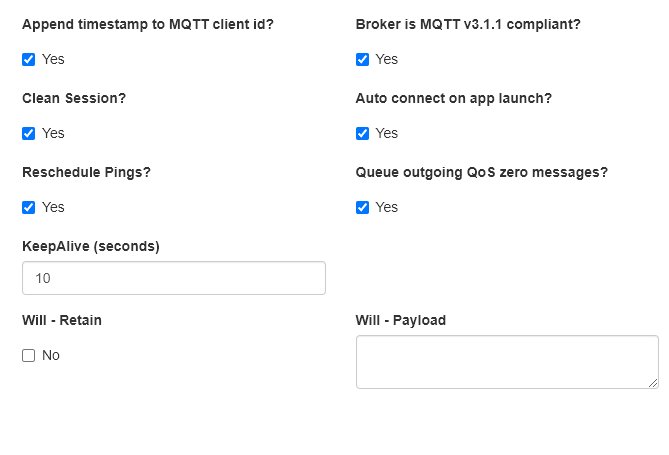 Append timestamp to MQTT client id?
Broker is MQTT v3.1.1 compliant?
Yes
Yes
Clean Session?
Auto connect on app launch?
Yes
Yes
Reschedule Pings?
Queue outgoing QoS zero messages?
Yes
Yes
KeepAlive (seconds)
10
Will - Retain
Will - Payload
No